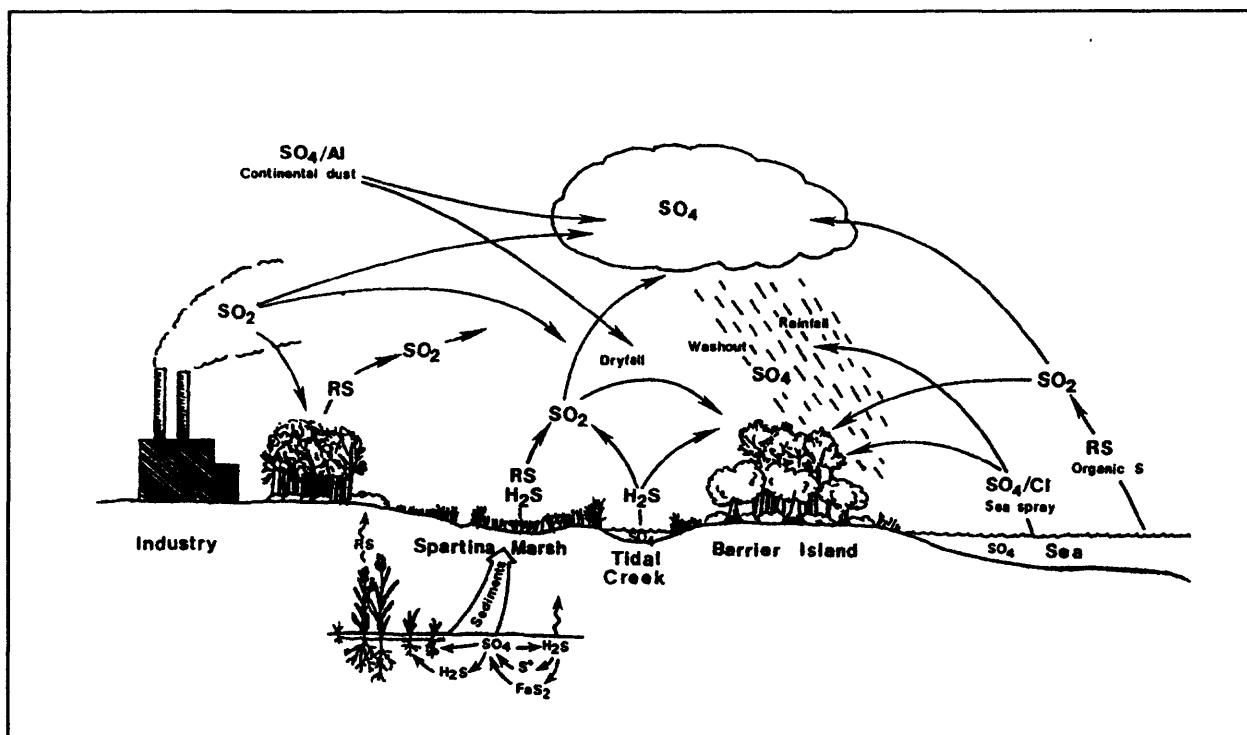 SO₄/Al
Continental dust
SO₄
SO₂
Rainfall
Washout
SO₂
Dryfall
SO₄
RS
SO₂
SO₂
RS
Organic S
RS
H₂S
H₂S
SO₄/Cl
Sea spray
SO₄
Industry
Spartina Marsh
Tidal
Creek
Barrier Island
SO₄
Sea
RS
Sediments
SO₄
H₂S
H₂S
S°
FeS₂